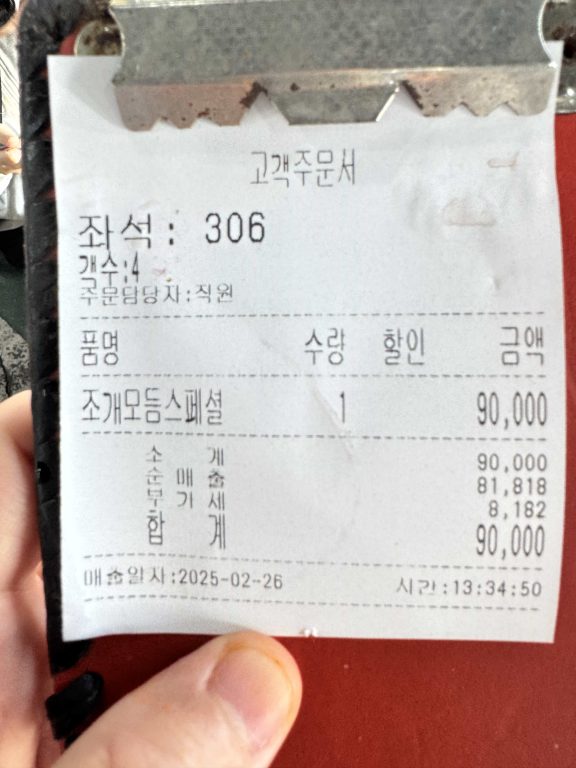 고객주문서
좌석: 306
객수:4
주문담당자:직원
품명 수량 할인 금액
조개모듬스페셜 1 90,000
소 계 90,000
순 매 출 81,818
부 가 세 8,182
합 계 90,000
매출일자:2025-02-26 시간:13:34:50